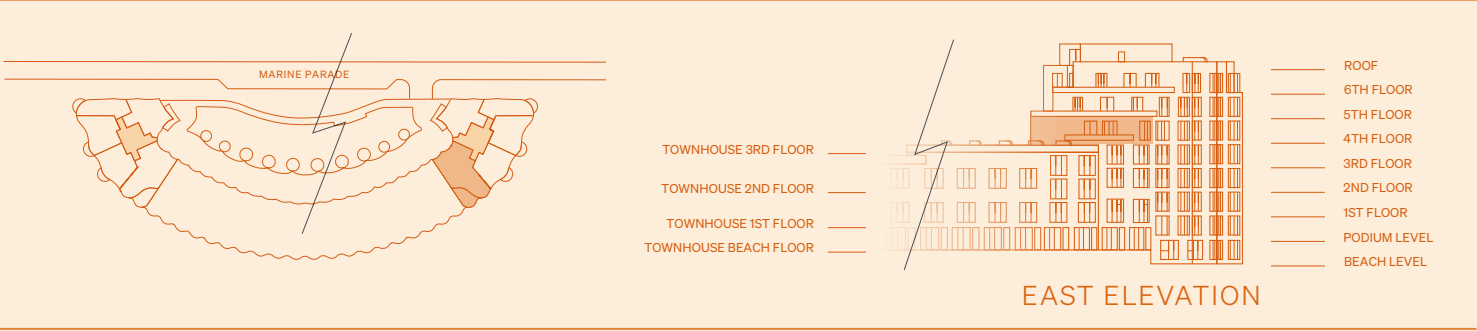 MARINE PARADE
TOWNHOUSE 3RD FLOOR
TOWNHOUSE 2ND FLOOR
TOWNHOUSE 1ST FLOOR
TOWNHOUSE BEACH FLOOR
ROOF
6TH FLOOR
5TH FLOOR
4TH FLOOR
3RD FLOOR
2ND FLOOR
1ST FLOOR
PODIUM LEVEL
BEACH LEVEL
EAST ELEVATION